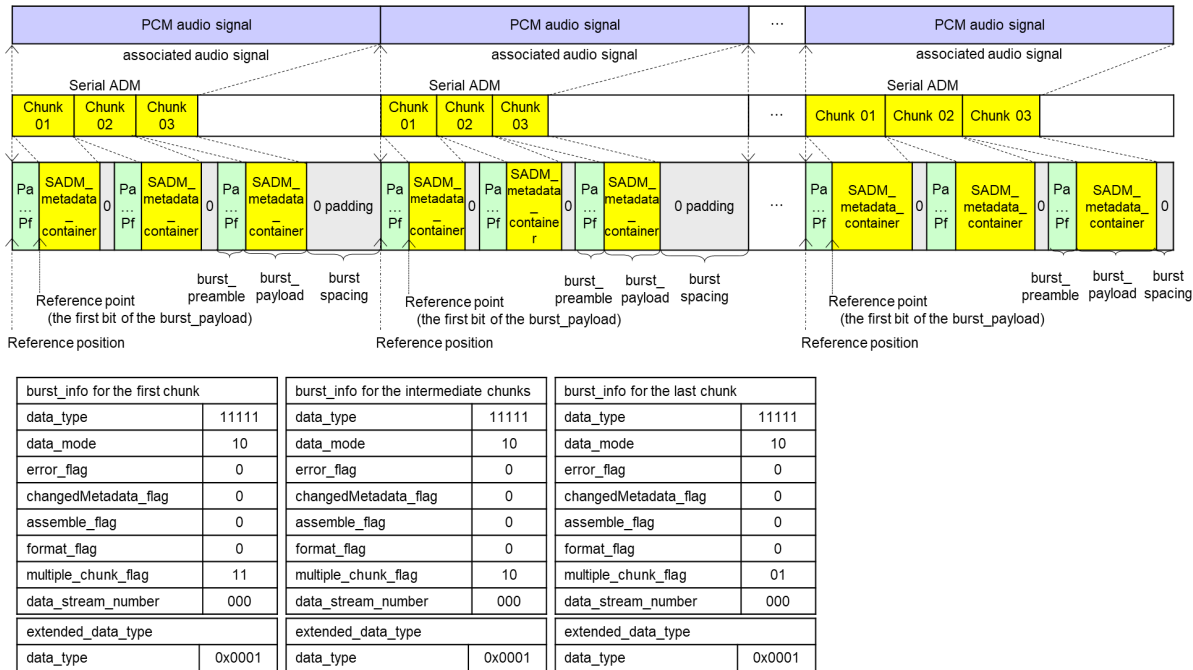 PCM audio signal PCM audio signal ... PCM audio signal
associated audio signal associated audio signal associated audio signal
Serial ADM Serial ADM Serial ADM
Chunk 01 Chunk 02 Chunk 03 Chunk 01 Chunk 02 Chunk 03 ... Chunk 01 Chunk 02 Chunk 03
Pa
...
Pf
SADM_
metadata
_
container
0
Pa
...
Pf
SADM_
metadata
_
container
0
Pa
...
Pf
SADM_
metadata
_
container
0 padding
Pa
...
Pf
SADM_
metadata
_
container
0
Pa
...
Pf
SADM_
metadata
_
containe
r
0
Pa
...
Pf
SADM_
metadata
_
container
0 padding
...
Pa
...
Pf
SADM_
metadata_
container
0
Pa
...
Pf
SADM_
metadata_
container
0
Pa
...
Pf
SADM_
metadata_
container
0
burst_ burst_ burst burst_ burst_ burst burst_ burst_ burst
preamble payload spacing preamble payload spacing preamble payload spacing
Reference point Reference point Reference point
(the first bit of the burst_payload) (the first bit of the burst_payload) (the first bit of the burst_payload)
Reference position Reference position Reference position
burst_info for the first chunk
data_type 11111
data_mode 10
error_flag 0
changedMetadata_flag 0
assemble_flag 0
format_flag 0
multiple_chunk_flag 11
data_stream_number 000
extended_data_type
data_type 0x0001
burst_info for the intermediate chunks
data_type 11111
data_mode 10
error_flag 0
changedMetadata_flag 0
assemble_flag 0
format_flag 0
multiple_chunk_flag 10
data_stream_number 000
extended_data_type
data_type 0x0001
burst_info for the last chunk
data_type 11111
data_mode 10
error_flag 0
changedMetadata_flag 0
assemble_flag 0
format_flag 0
multiple_chunk_flag 01
data_stream_number 000
extended_data_type
data_type 0x0001